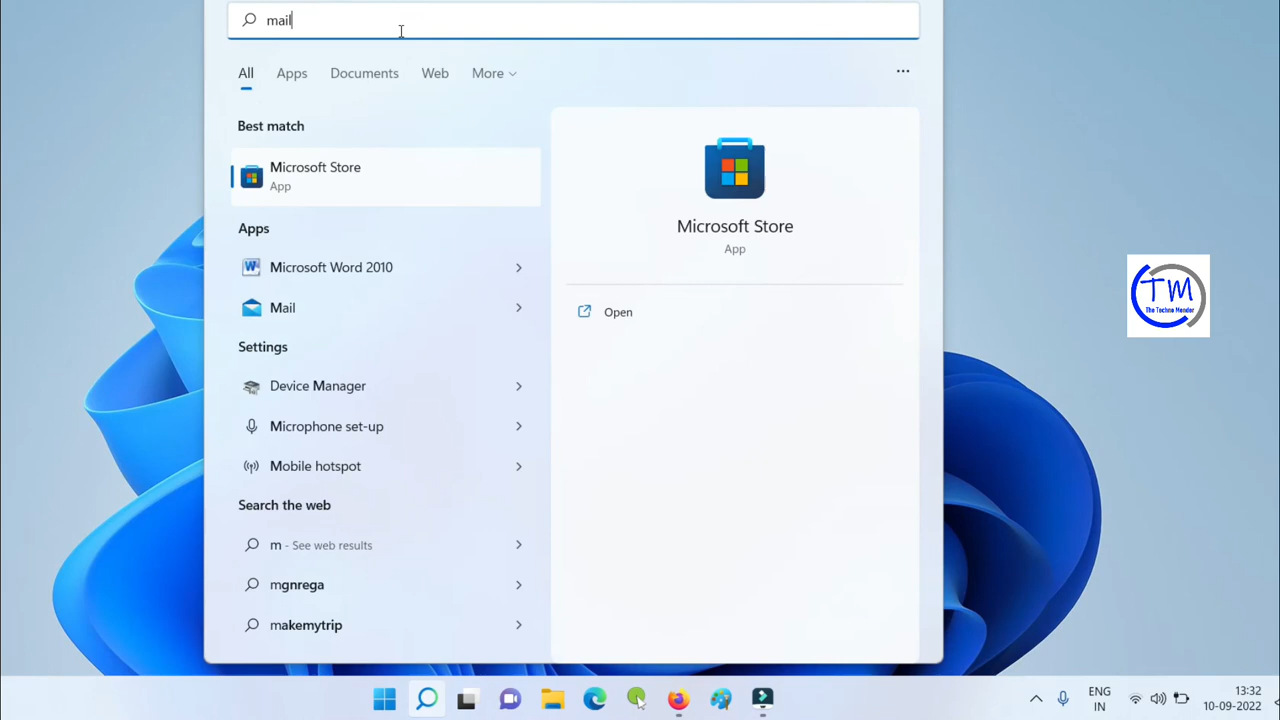 mail
All Apps Documents Web More
Best match
Microsoft Store
App
Apps
Microsoft Word 2010
Mail
Settings
Device Manager
Microphone set-up
Mobile hotspot
Search the web
m - See web results
mgnrega
makemytrip
Microsoft Store
App
Open
TM
The Techno Mender
ENG
IN
13:32
10-09-2022